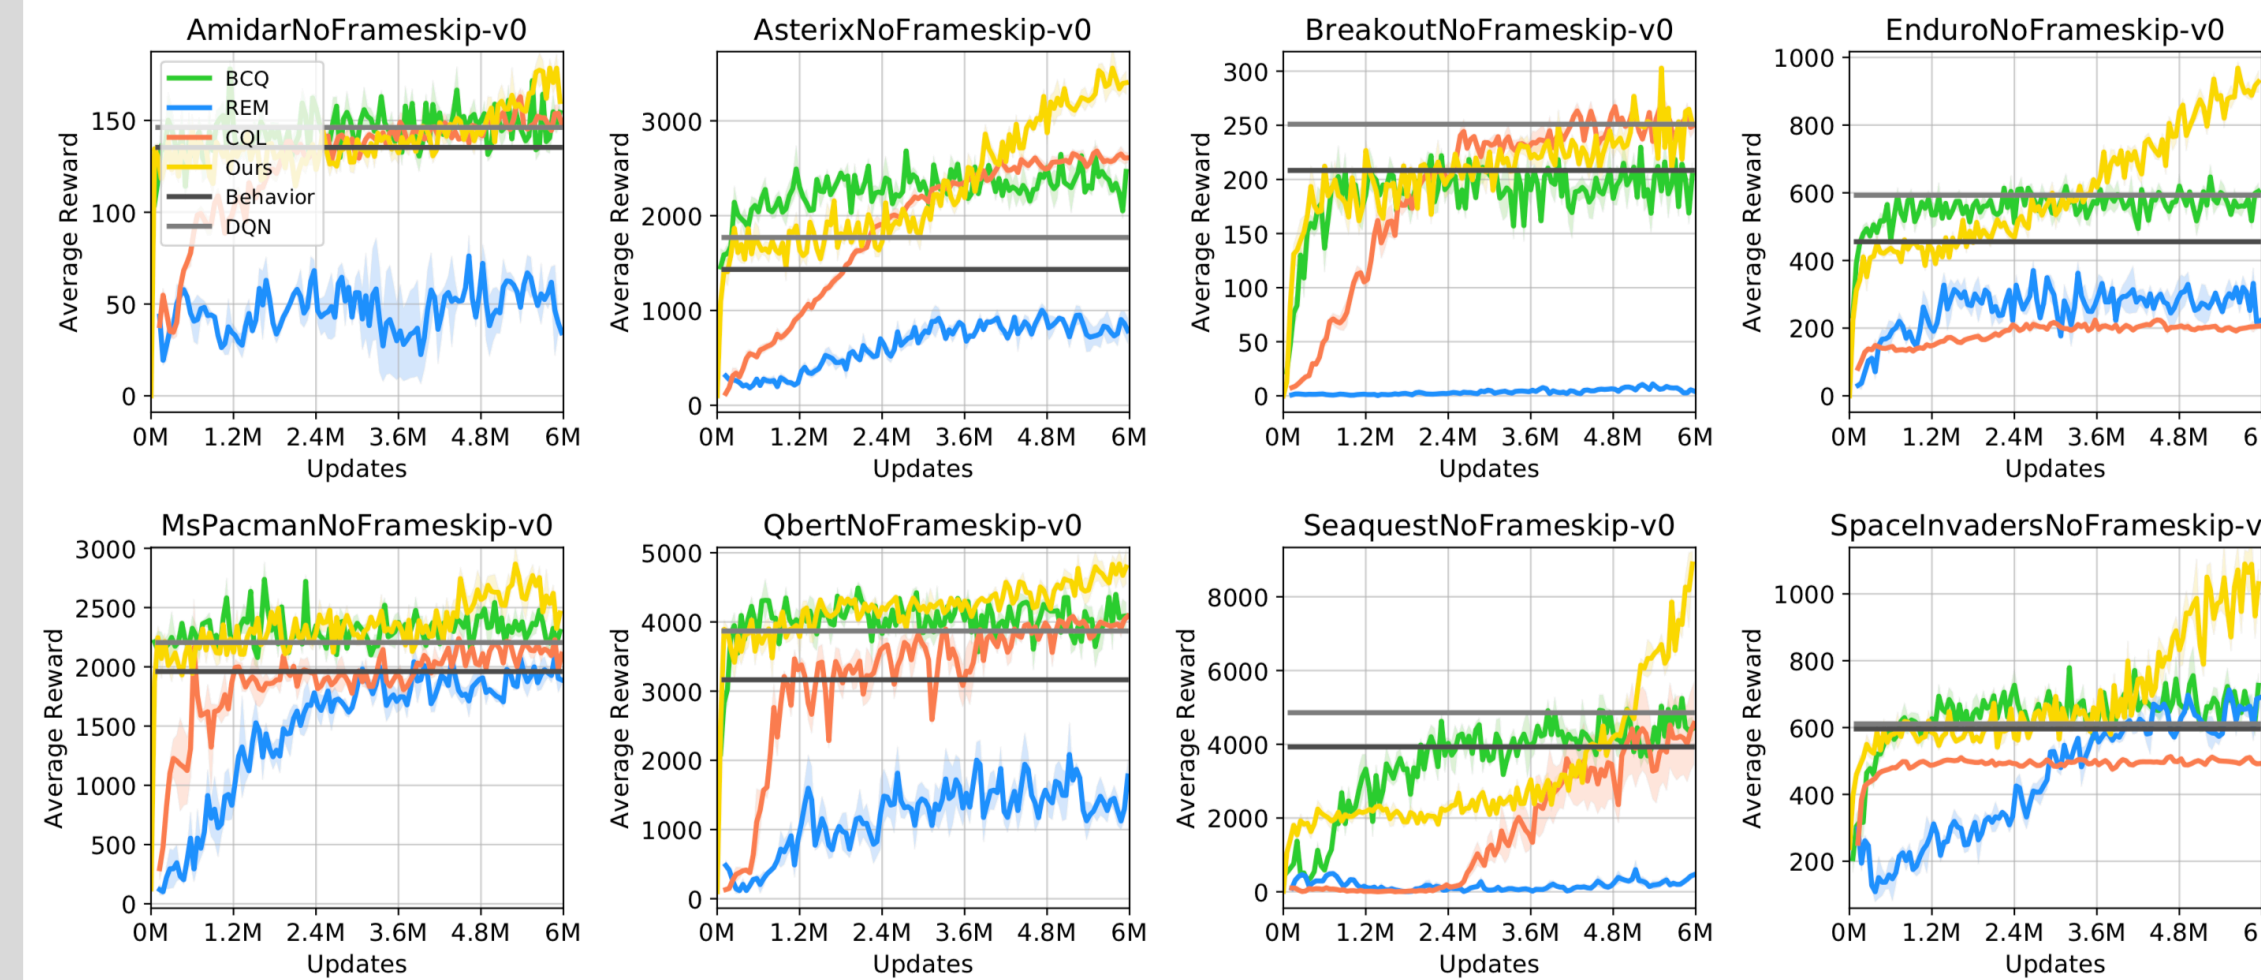 AmidarNoFrameskip-v0
BCQ
REM
CQL
Ours
Behavior
DQN
150
100
50
0
Average Reward
0M 1.2M 2.4M 3.6M 4.8M 6M
Updates
AsterixNoFrameskip-v0
3000
2000
1000
0
Average Reward
0M 1.2M 2.4M 3.6M 4.8M 6M
Updates
BreakoutNoFrameskip-v0
300
250
200
150
100
50
0
Average Reward
0M 1.2M 2.4M 3.6M 4.8M 6M
Updates
EnduroNoFrameskip-v0
1000
800
600
400
200
0
Average Reward
0M 1.2M 2.4M 3.6M 4.8M 6
Updates
MsPacmanNoFrameskip-v0
3000
2500
2000
1500
1000
500
0
Average Reward
0M 1.2M 2.4M 3.6M 4.8M 6M
Updates
QbertNoFrameskip-v0
5000
4000
3000
2000
1000
0
Average Reward
0M 1.2M 2.4M 3.6M 4.8M 6M
Updates
SeaquestNoFrameskip-v0
8000
6000
4000
2000
0
Average Reward
0M 1.2M 2.4M 3.6M 4.8M 6M
Updates
SpaceInvadersNoFrameskip-v
1000
800
600
400
200
Average Reward
0M 1.2M 2.4M 3.6M 4.8M 6
Updates